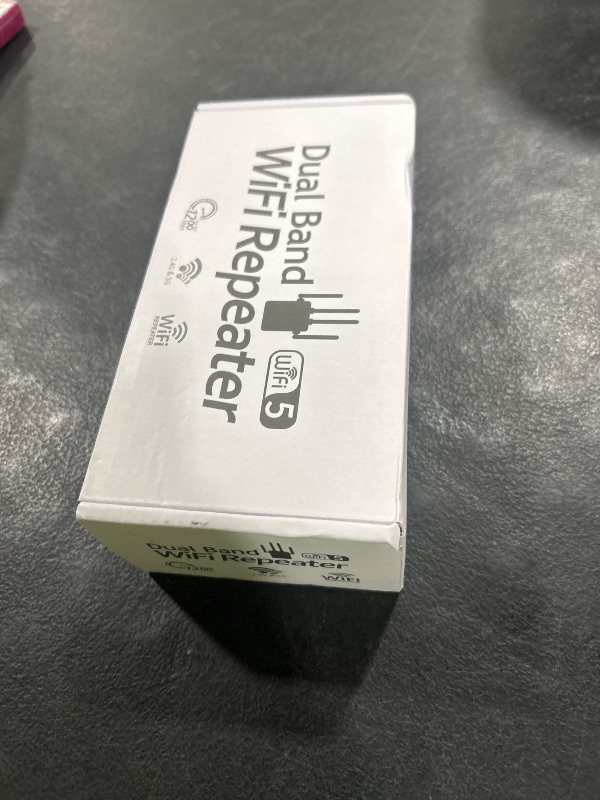 Dual Band
WiFi Repeater
WiFi 5
1200
2.4G & 5G
WiFi
REPEATER
Dual Band
WiFi 5
WiFi Repeater
1200
WiFi